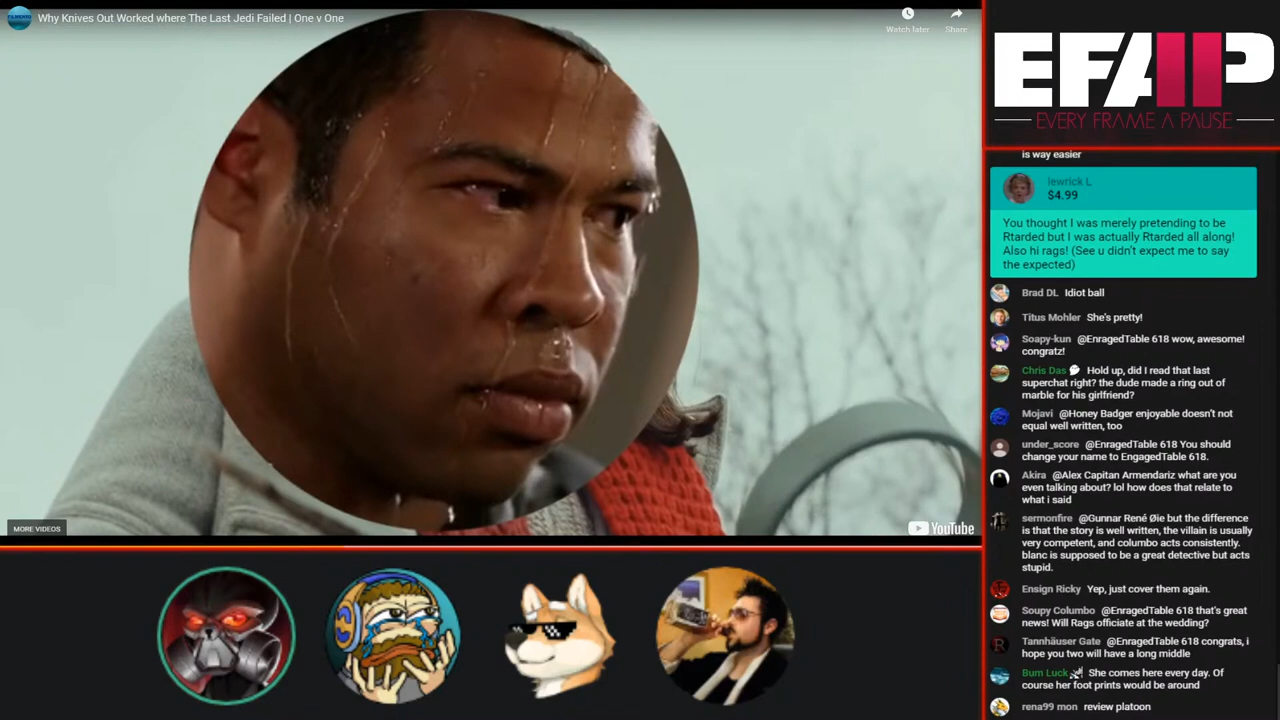 Why Knives Out Worked where The Last Jedi Failed | One v One
Watch later
Share
MORE VIDEOS
YouTube
EFAP
EVERY FRAME A PAUSE
is way easier
lewrick L
$4.99
You thought I was merely pretending to be
Rtarded but I was actually Rtarded all along!
Also hi rags! (See u didn't expect me to say
the expected)
Brad DL Idiot ball
Titus Mohler She's pretty!
Soapy-kun @EnragedTable 618 wow, awesome!
congratz!
Chris Das Hold up, did I read that last
superchat right? the dude made a ring out of
marble for his girlfriend?
Mojavi @Honey Badger enjoyable doesn't not
equal well written, too
under_score @EnragedTable 618 You should
change your name to EngagedTable 618.
Akira @Alex Capitan Armendariz what are you
even talking about? lol how does that relate to
what i said
sermonfire @Gunnar René Øie but the difference
is that the story is well written, the villain is usually
very competent, and columbo acts consistently.
blanc is supposed to be a great detective but acts
stupid.
Ensign Ricky Yep, just cover them again.
Soupy Columbo @EnragedTable 618 that's great
news! Will Rags officiate at the wedding?
Tannhäuser Gate @EnragedTable 618 congrats, i
hope you two will have a long middle
Burn Luck She comes here every day. Of
course her foot prints would be around
rena99 mon review platoon